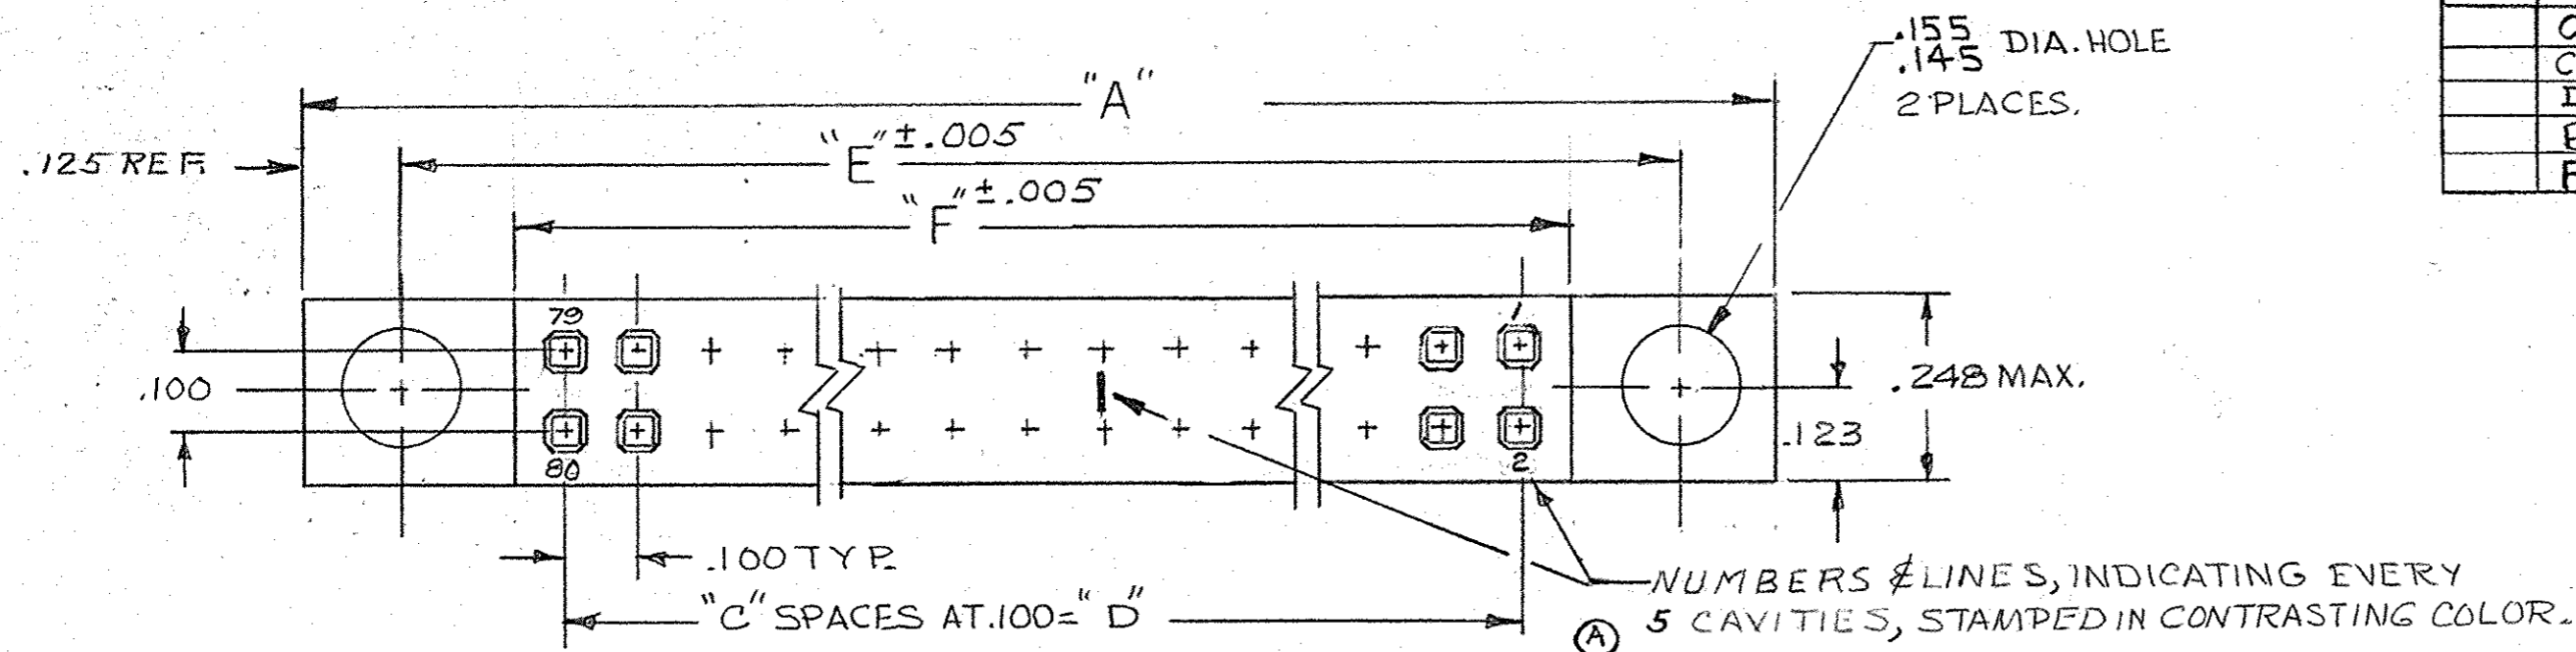 .155
.145 DIA. HOLE
2 PLACES.
"A"
"E" ±.005
.125 REF.
"F" ±.005
79
1
.100
.248 MAX.
.123
80
2
.100 TYP.
"C" SPACES AT .100= "D"
NUMBERS & LINES, INDICATING EVERY
5 CAVITIES, STAMPED IN CONTRASTING COLOR.
A